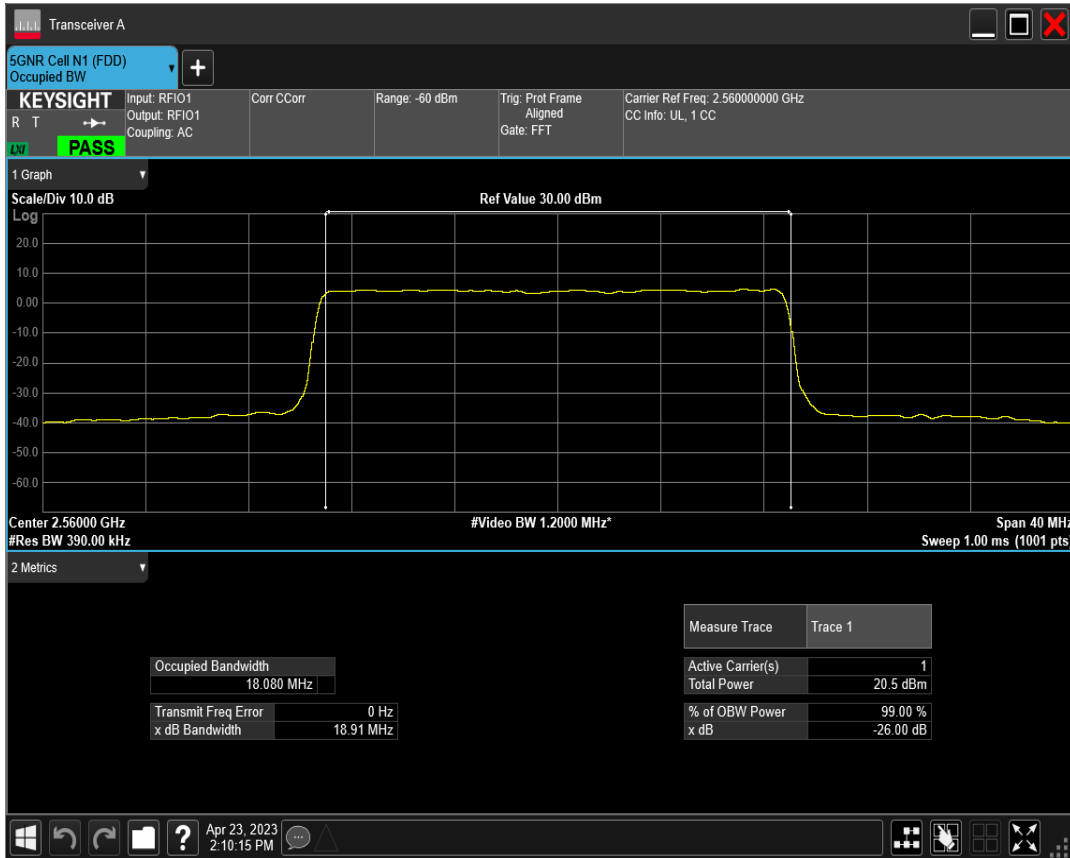 Transceiver A
5GNR Cell N1 (FDD)
Occupied BW
+
KEYSIGHT
R T
LXI
PASS
Input: RFIO1
Output: RFIO1
Coupling: AC
Corr CCorr
Range: -60 dBm
Trig: Prot Frame
Aligned
Gate: FFT
Carrier Ref Freq: 2.560000000 GHz
CC Info: UL, 1 CC
1 Graph
Scale/Div 10.0 dB
Ref Value 30.00 dBm
Log
20.0
10.0
0.00
-10.0
-20.0
-30.0
-40.0
-50.0
-60.0
Center 2.56000 GHz
#Video BW 1.2000 MHz*
Span 40 MHz
#Res BW 390.00 kHz
Sweep 1.00 ms (1001 pts)
2 Metrics
Measure Trace Trace 1
Occupied Bandwidth
18.080 MHz
Active Carrier(s) 1
Total Power 20.5 dBm
Transmit Freq Error 0 Hz
x dB Bandwidth 18.91 MHz
% of OBW Power 99.00 %
x dB -26.00 dB
?
Apr 23, 2023
2:10:15 PM